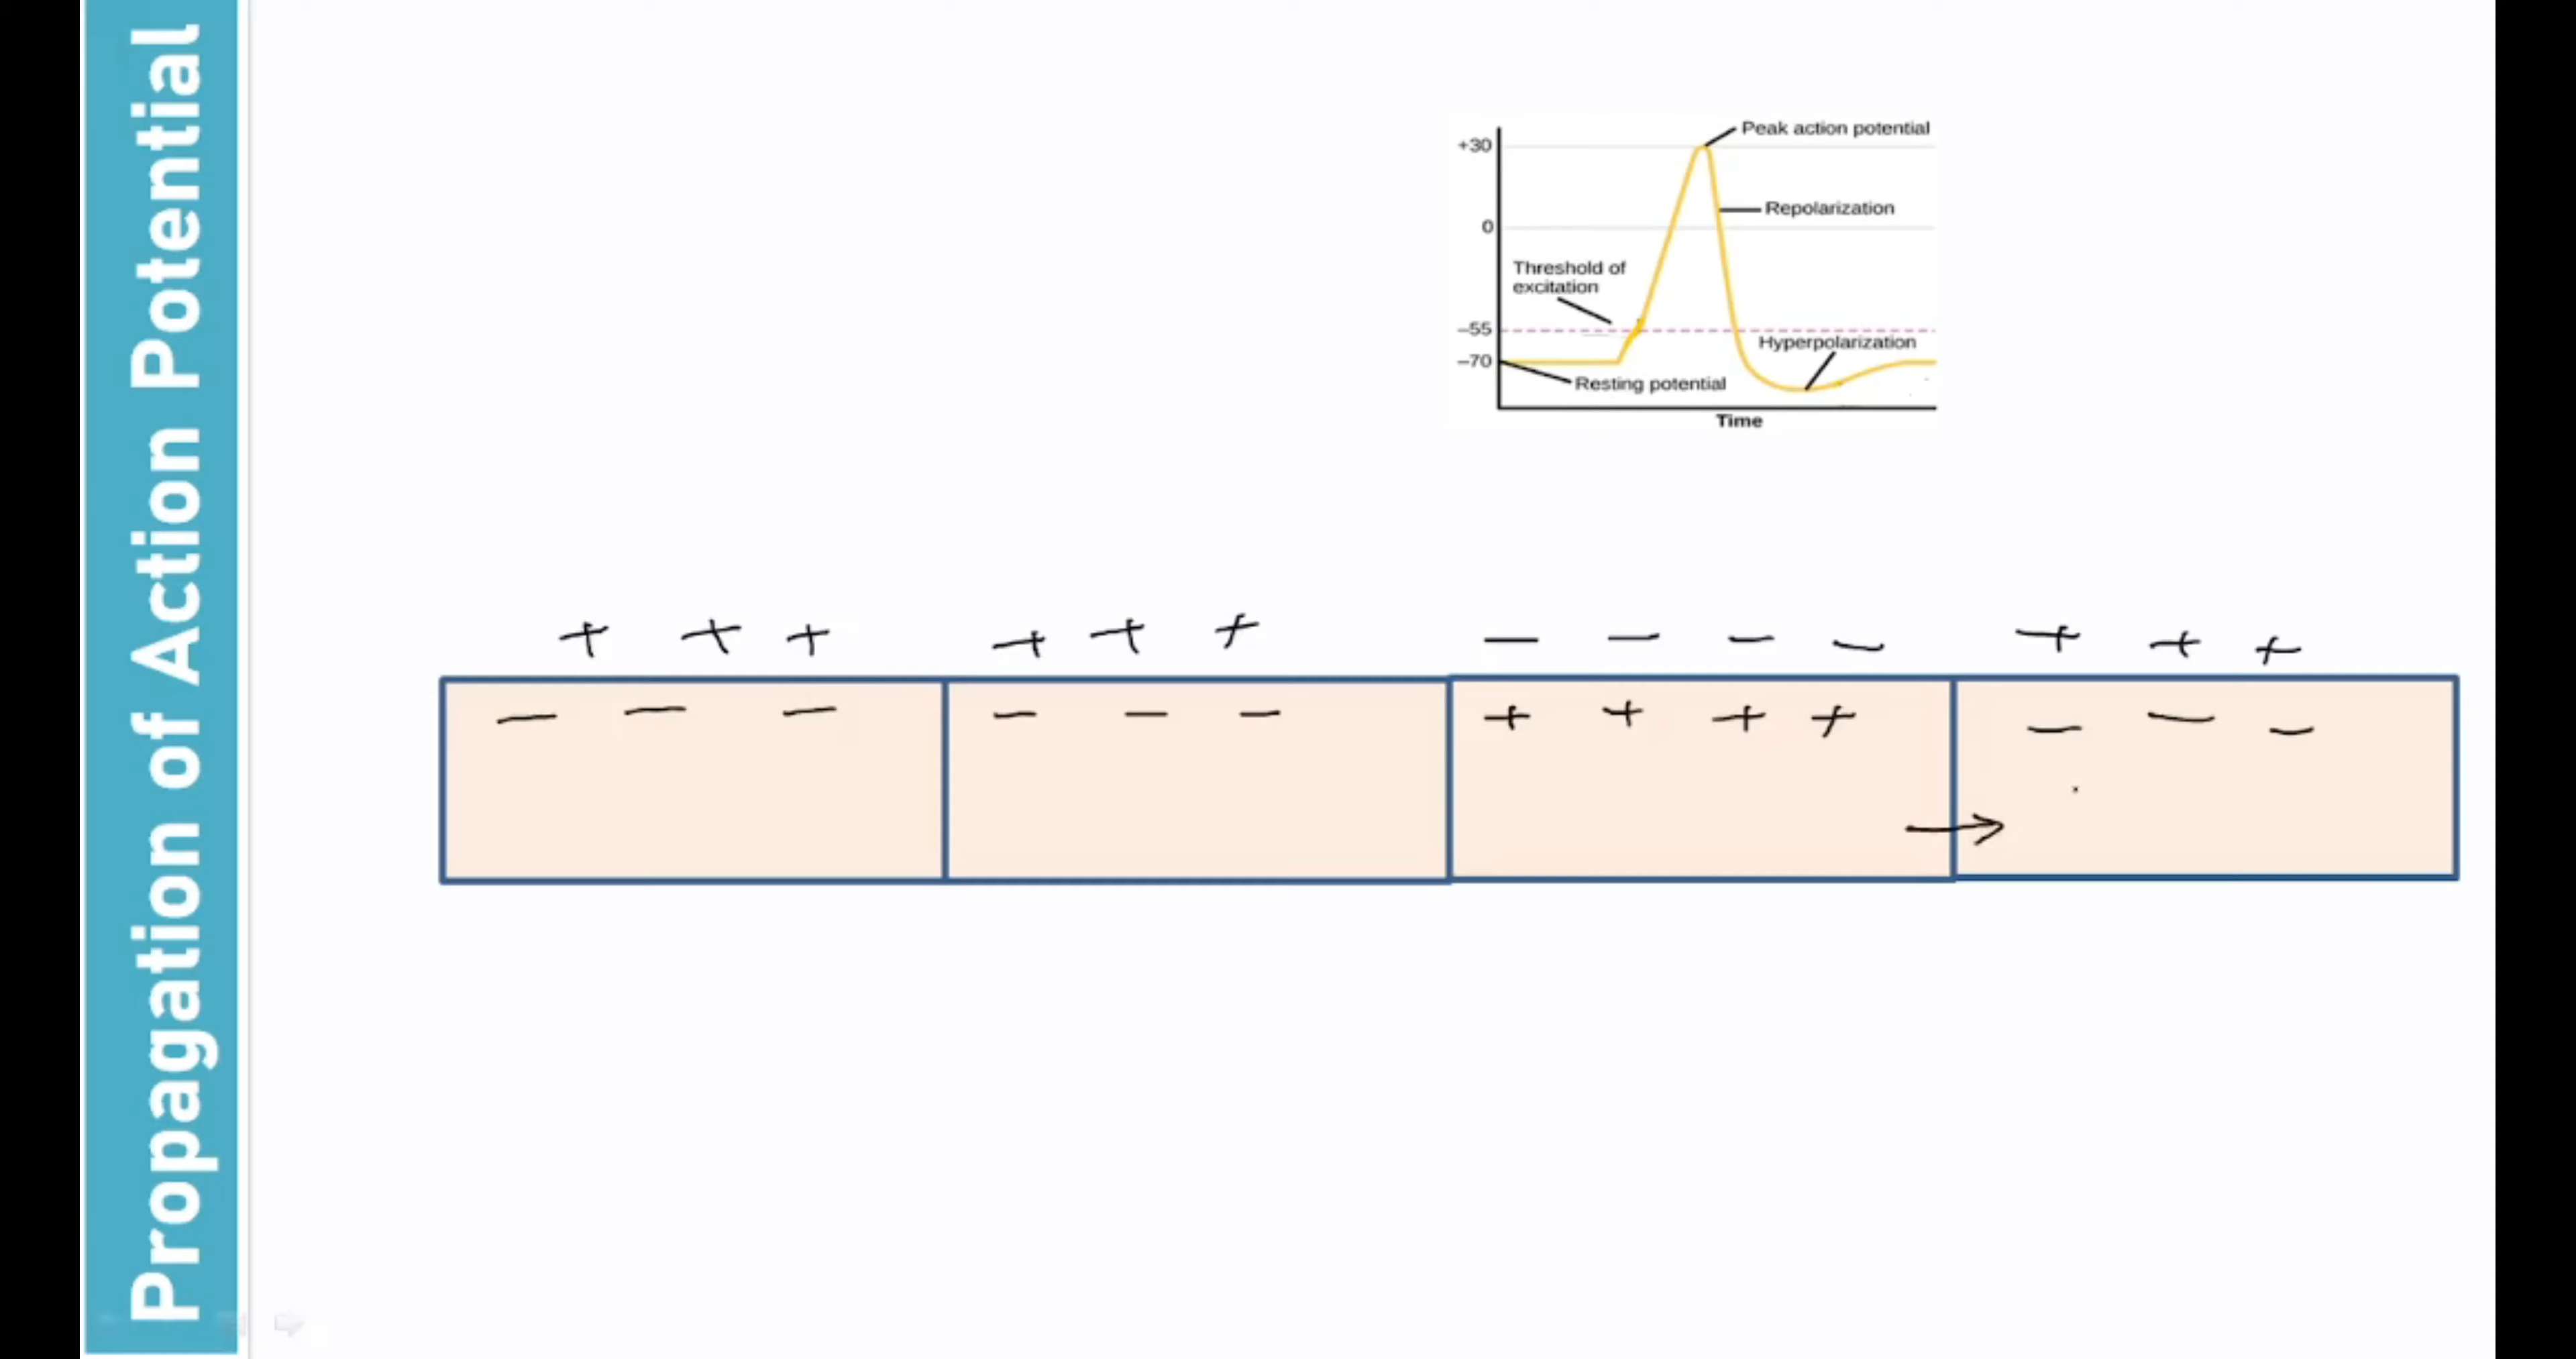 Propagation of Action Potential
Peak action potential
+30
Repolarization
0
Threshold of
excitation
–55
Hyperpolarization
–70
Resting potential
Time
+ + + + + + — — — — + + +
— — — — — — + + + + — — —